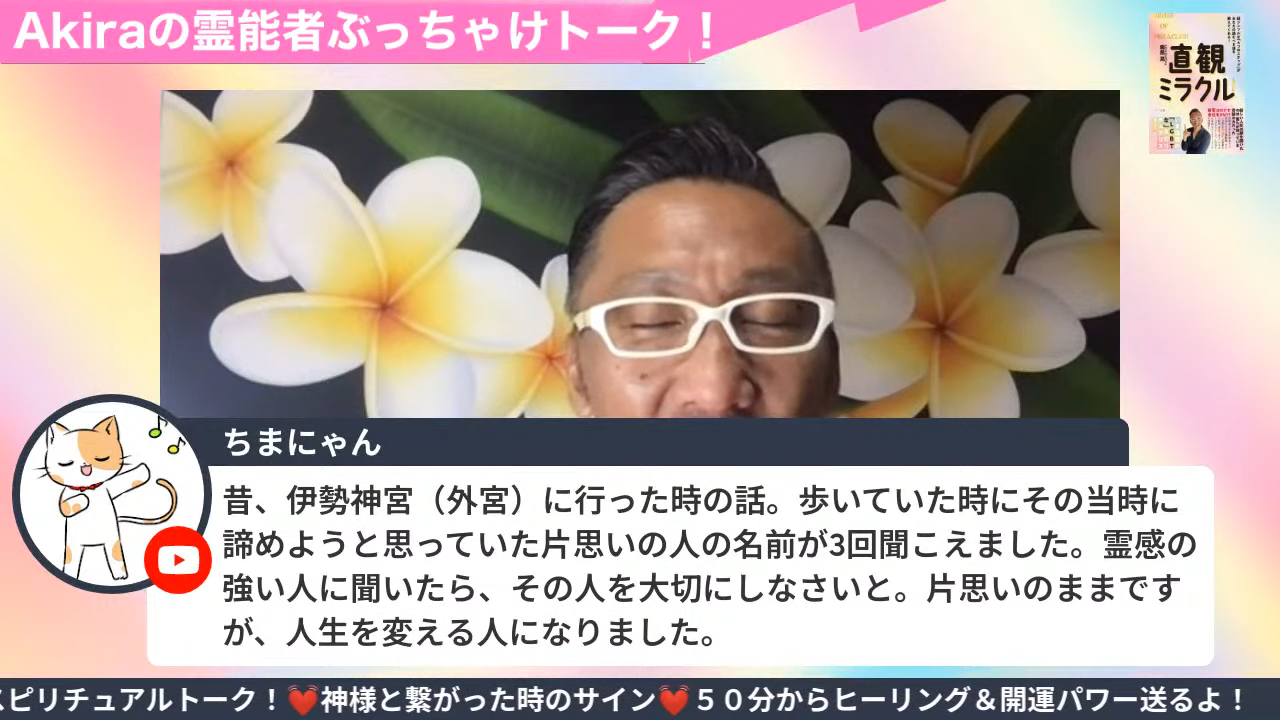 Akiraの霊能者ぶっちゃけトーク！
直観
ミラクル
ちまにゃん
昔、伊勢神宮（外宮）に行った時の話。歩いていた時にその当時に
諦めようと思っていた片思いの人の名前が3回聞こえました。霊感の
強い人に聞いたら、その人を大切にしなさいと。片思いのままです
が、人生を変える人になりました。
スピリチュアルトーク！❤️神様と繋がった時のサイン❤️５０分からヒーリング＆開運パワー送るよ！